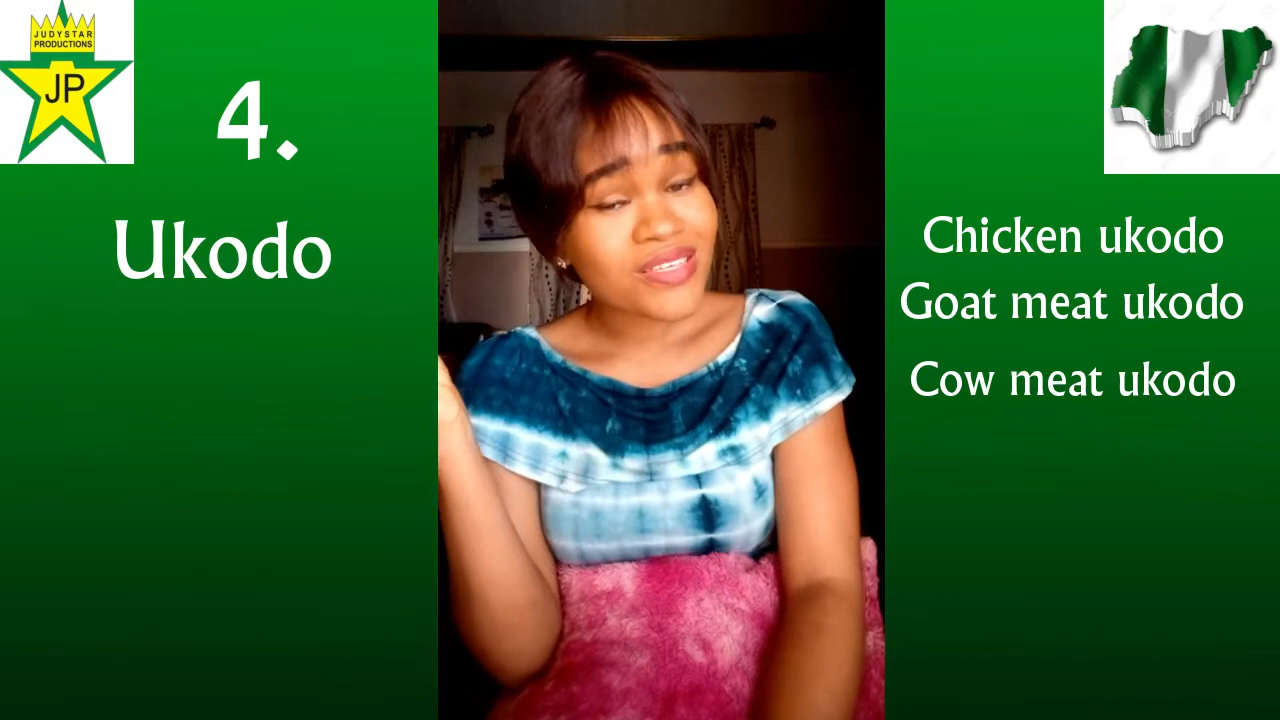 JUDYSTAR
PRODUCTIONS
JP
4.
Ukodo
Chicken ukodo
Goat meat ukodo
Cow meat ukodo